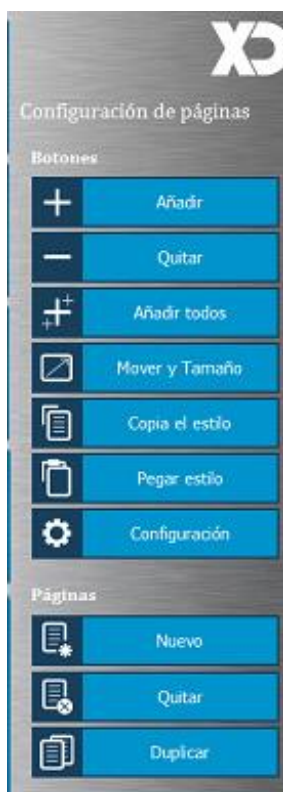 XD
Configuración de páginas
Botones
Añadir
Quitar
Añadir todos
Mover y Tamaño
Copia el estilo
Pegar estilo
Configuración
Páginas
Nuevo
Quitar
Duplicar